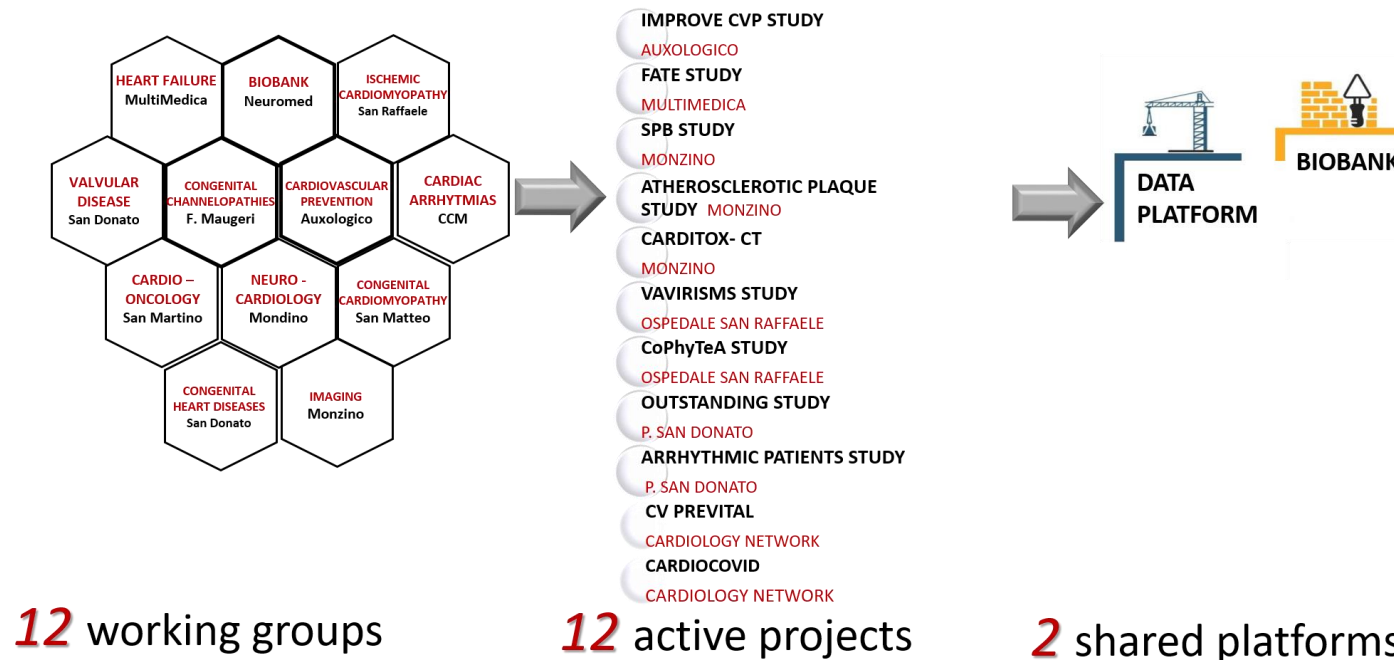 HEART FAILURE
MultiMedica
BIOBANK
Neuromed
ISCHEMIC
CARDIOMYOPATHY
San Raffaele
VALVULAR
DISEASE
San Donato
CONGENITAL
CHANNELOPATHIES
F. Maugeri
CARDIOVASCULAR
PREVENTION
Auxologico
CARDIAC
ARRHYTMIAS
CCM
CARDIO –
ONCOLOGY
San Martino
NEURO -
CARDIOLOGY
Mondino
CONGENITAL
CARDIOMYOPATHY
San Matteo
CONGENITAL
HEART DISEASES
San Donato
IMAGING
Monzino
12 working groups
IMPROVE CVP STUDY
AUXOLOGICO
FATE STUDY
MULTIMEDICA
SPB STUDY
MONZINO
ATHEROSCLEROTIC PLAQUE
STUDY MONZINO
CARDITOX- CT
MONZINO
VAVIRISMS STUDY
OSPEDALE SAN RAFFAELE
CoPhyTeA STUDY
OSPEDALE SAN RAFFAELE
OUTSTANDING STUDY
P. SAN DONATO
ARRHYTHMIC PATIENTS STUDY
P. SAN DONATO
CV PREVITAL
CARDIOLOGY NETWORK
CARDIOCOVID
CARDIOLOGY NETWORK
12 active projects
DATA
PLATFORM
BIOBANK
2 shared platforms